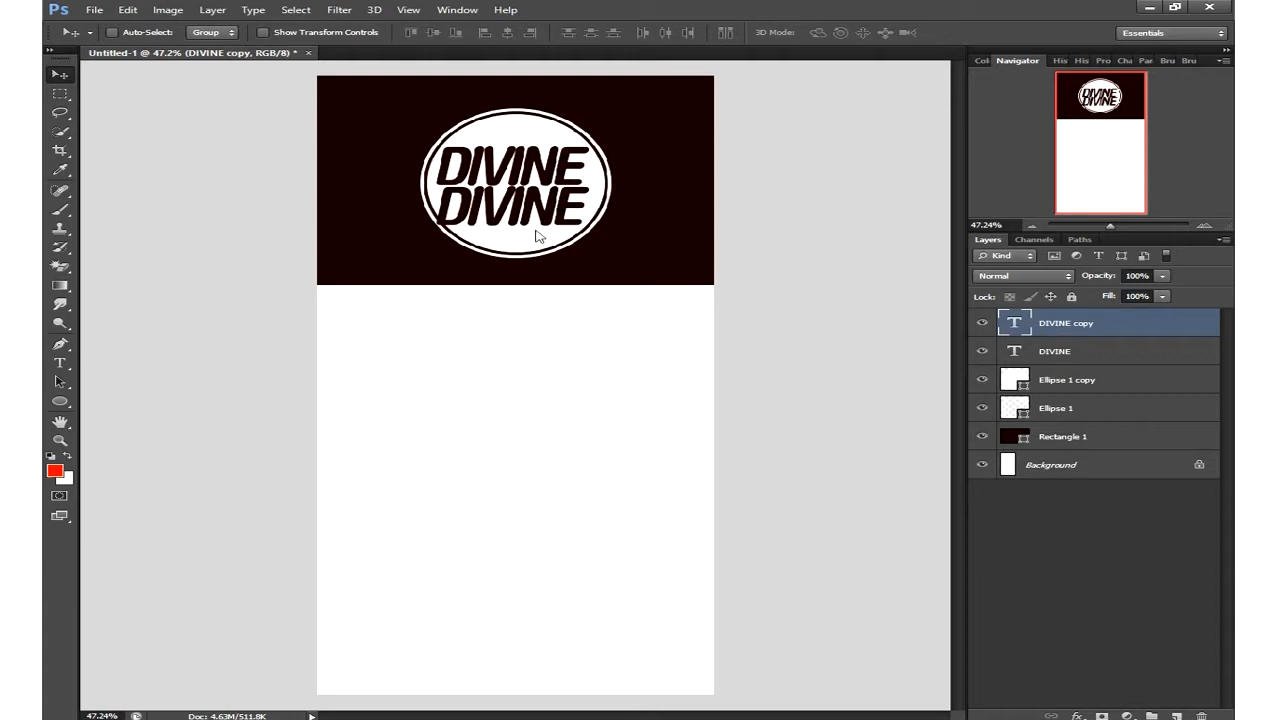 Ps File Edit Image Layer Type Select Filter 3D View Window Help
Auto-Select: Group Show Transform Controls 3D Mode: Essentials
Untitled-1 @ 47.2% (DIVINE copy, RGB/8) * ×
Col Navigator His His Pro Cha Par Bru Bru
DIVINE
DIVINE
DIVINE
DIVINE
47.24%
Layers Channels Paths
Kind
Normal Opacity: 100%
Lock: Fill: 100%
T DIVINE copy
T DIVINE
Ellipse 1 copy
Ellipse 1
Rectangle 1
Background
47.24% Doc: 4.63M/511.8K